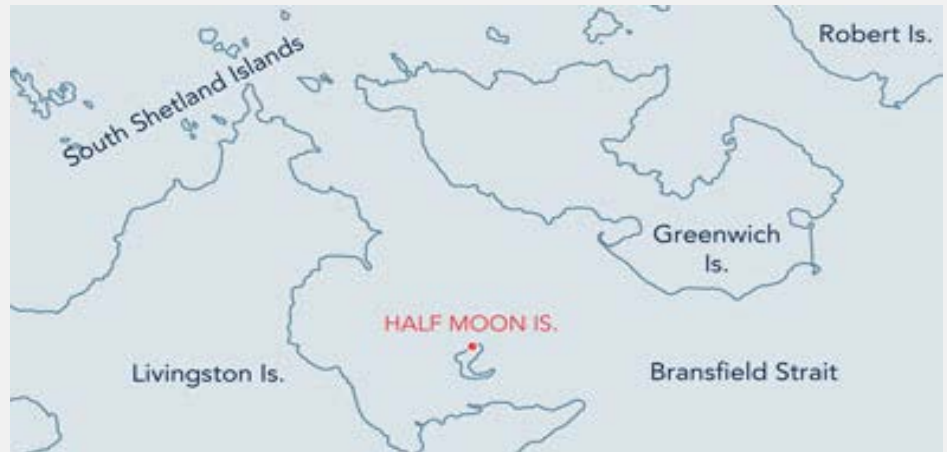 Robert Is.
South Shetland Islands
Greenwich
Is.
HALF MOON IS.
Livingston Is.
Bransfield Strait